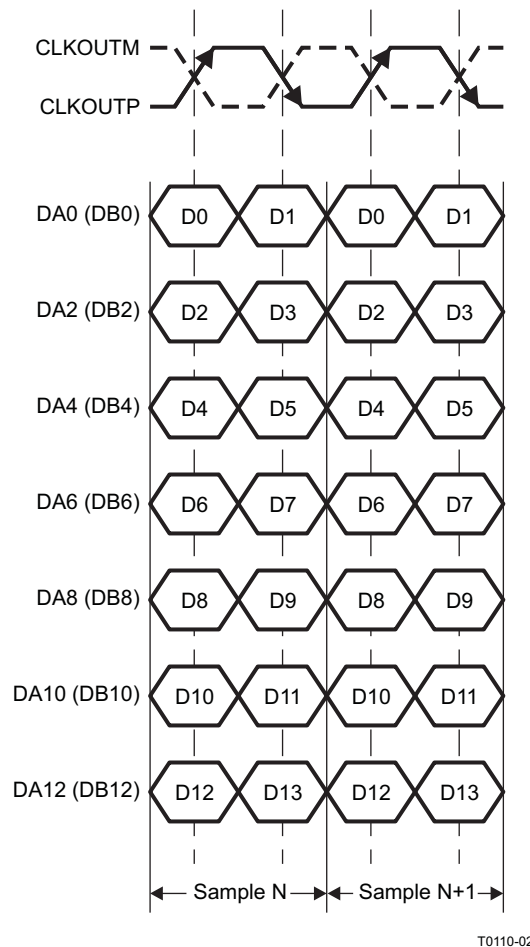 CLKOUTM
CLKOUTP
DA0 (DB0) D0 D1 D0 D1
DA2 (DB2) D2 D3 D2 D3
DA4 (DB4) D4 D5 D4 D5
DA6 (DB6) D6 D7 D6 D7
DA8 (DB8) D8 D9 D8 D9
DA10 (DB10) D10 D11 D10 D11
DA12 (DB12) D12 D13 D12 D13
Sample N Sample N+1
T0110-02